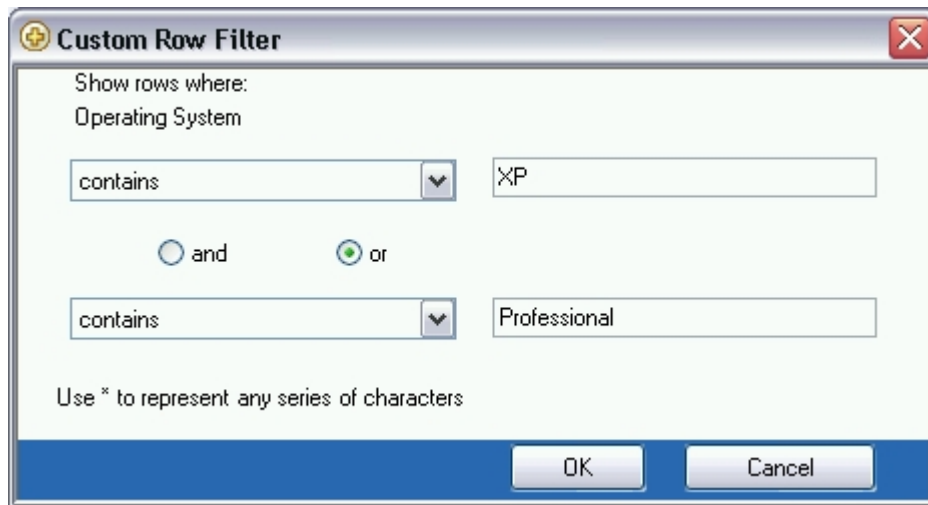 Custom Row Filter
Show rows where:
Operating System
contains XP
and or
contains Professional
Use * to represent any series of characters
OK Cancel